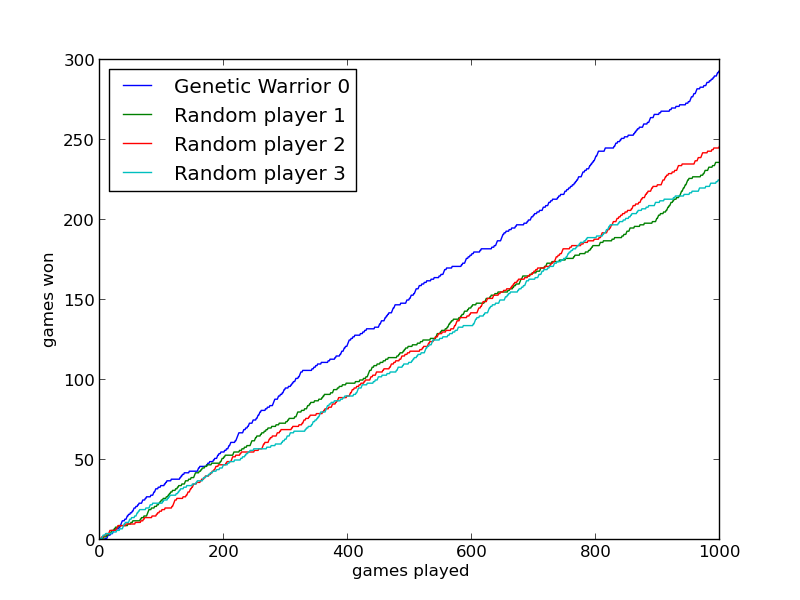 300
250
200
150
100
50
0
games won
Genetic Warrior 0
Random player 1
Random player 2
Random player 3
0 200 400 600 800 1000
games played